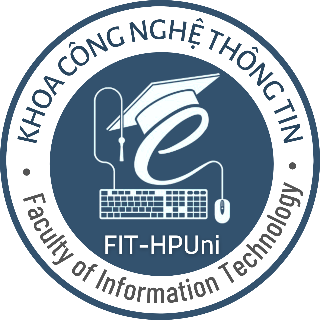 KHOA CÔNG NGHỆ THÔNG TIN
e
FIT-HPUni
Faculty of Information Technology